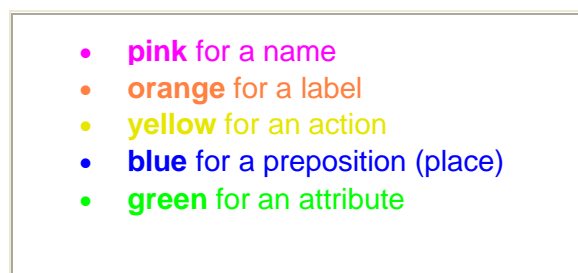 • pink for a name
• orange for a label
• yellow for an action
• blue for a preposition (place)
• green for an attribute